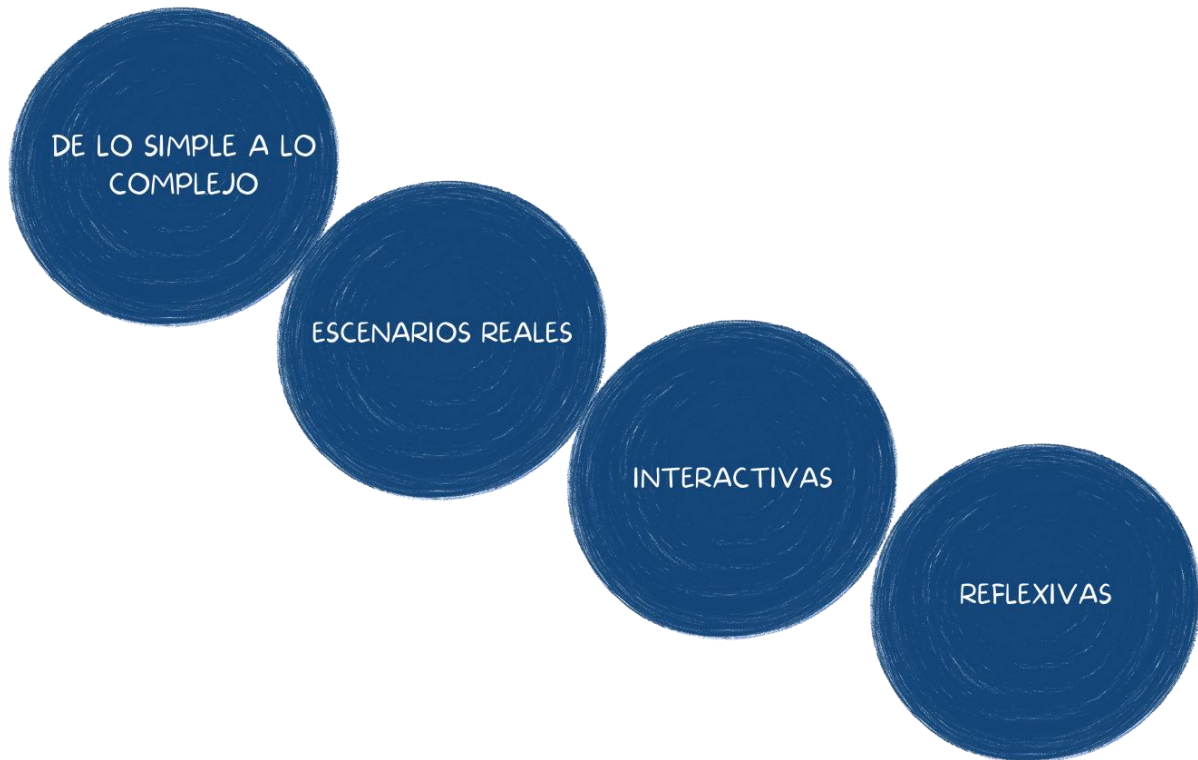 DE LO SIMPLE A LO
COMPLEJO
ESCENARIOS REALES
INTERACTIVAS
REFLEXIVAS